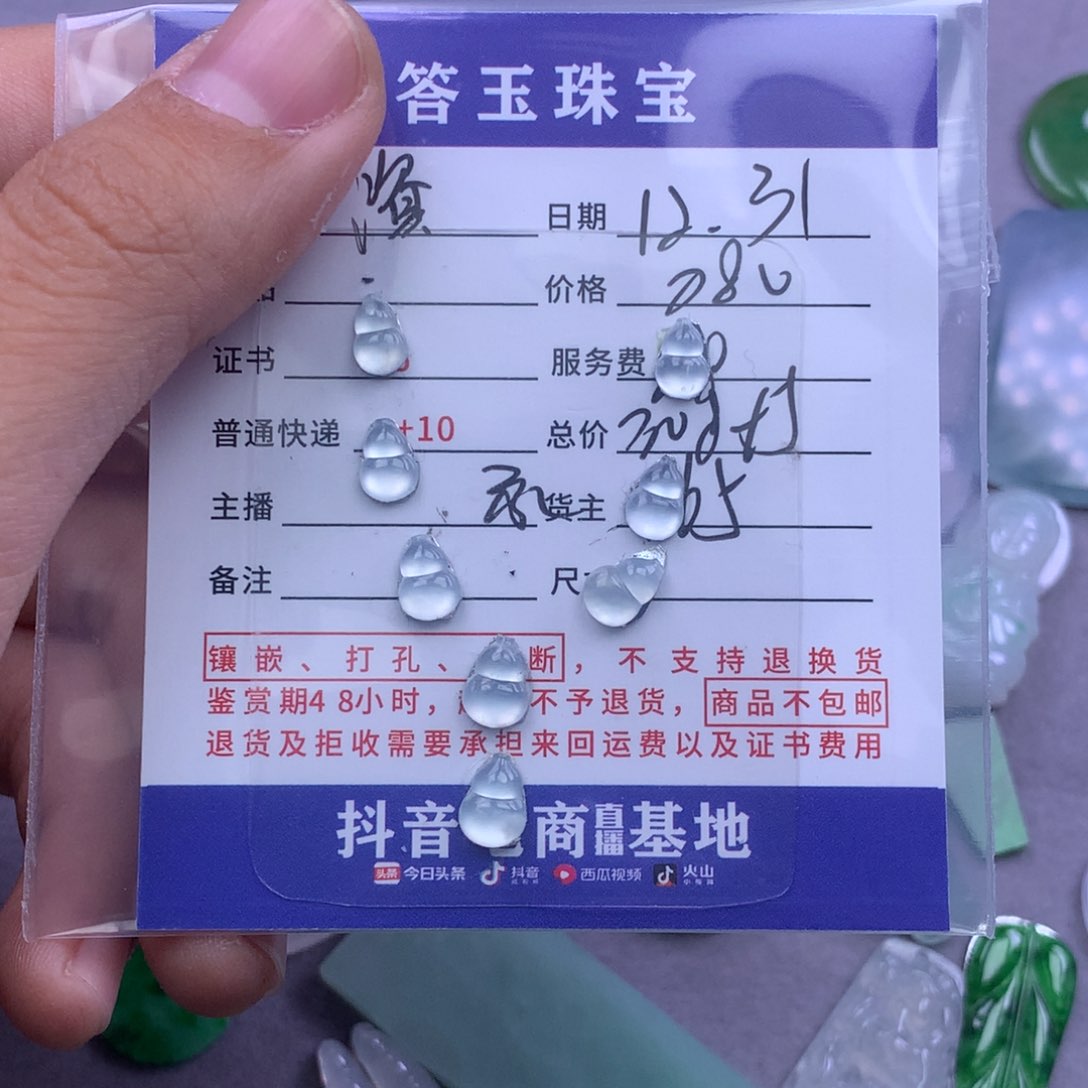 答玉珠宝
日期 12.31
价格
证书 服务费
普通快递 +10 总价
主播 货主
备注
镶嵌、打孔、 断，不支持退换货
鉴赏期48小时， 不予退货，商品不包邮
退货及拒收需要承担来回运费以及证书费用
抖音电商直播基地
头条 今日头条 抖音 西瓜视频 火山